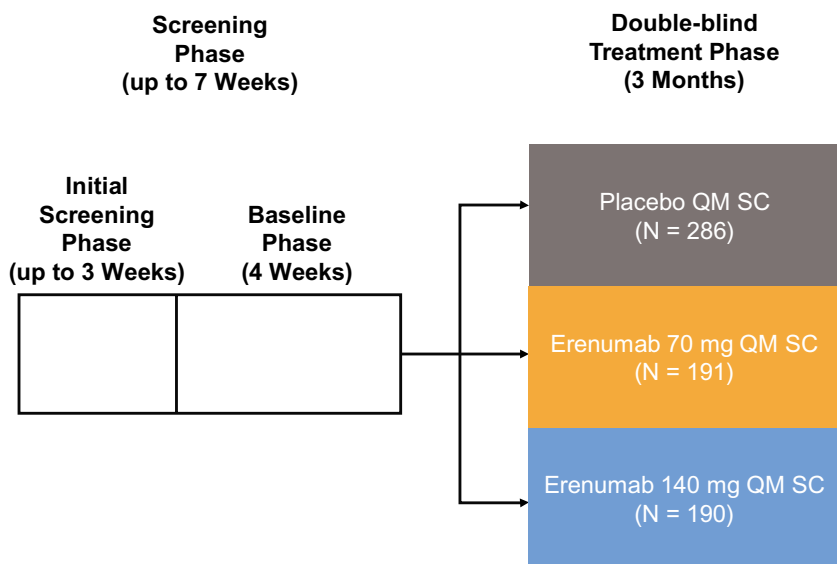 Screening
Phase
(up to 7 Weeks)
Double-blind
Treatment Phase
(3 Months)
Initial
Screening
Phase
(up to 3 Weeks)
Baseline
Phase
(4 Weeks)
Placebo QM SC
(N = 286)
Erenumab 70 mg QM SC
(N = 191)
Erenumab 140 mg QM SC
(N = 190)